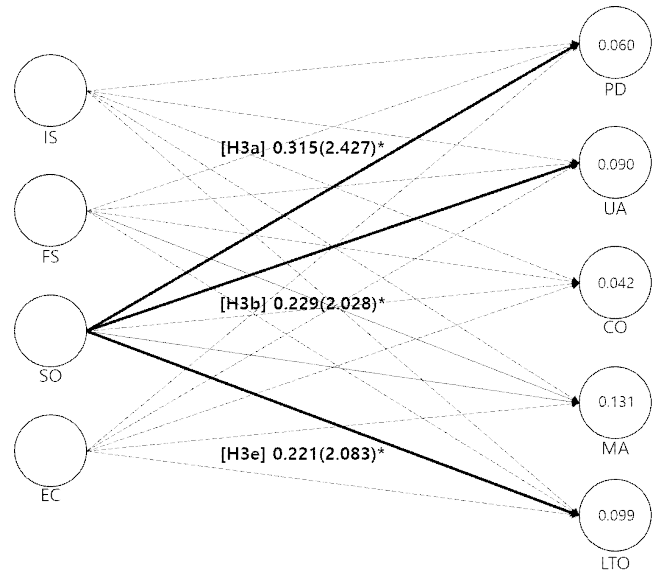 0.060
PD
IS
[H3a] 0.315(2.427)*
0.090
UA
FS
0.042
CO
[H3b] 0.229(2.028)*
SO
0.131
MA
[H3e] 0.221(2.083)*
EC
0.099
LTO